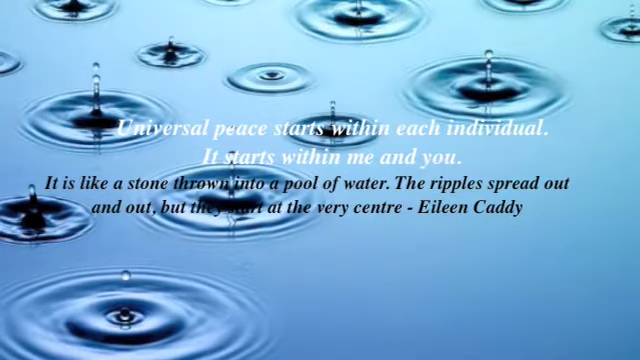 Universal peace starts within each individual.
It starts within me and you.
It is like a stone thrown into a pool of water. The ripples spread out
and out, but they start at the very centre - Eileen Caddy